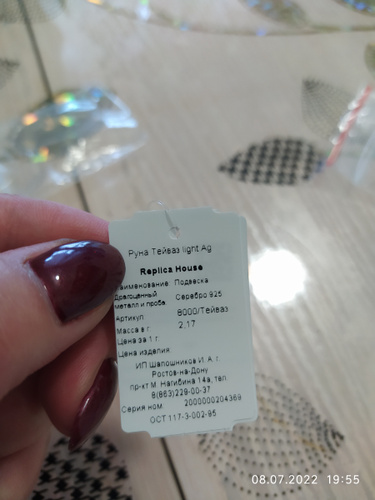 Руна Тейваз light Ag
Replica House
Наименование Подвеска
Драгоценный металл и проба Серебро 925
Артикул 8000/Тейваз
Масса в г 2,17
Цена за 1 г
Цена изделия
ИП Шапошников И. А. г.
Ростов-на-Дону
пр-кт М. Нагибина 14а, тел.
8(863)229-00-37
Серия ном. 2000000204369
ОСТ 117-3-002-95
08.07.2022 19:55